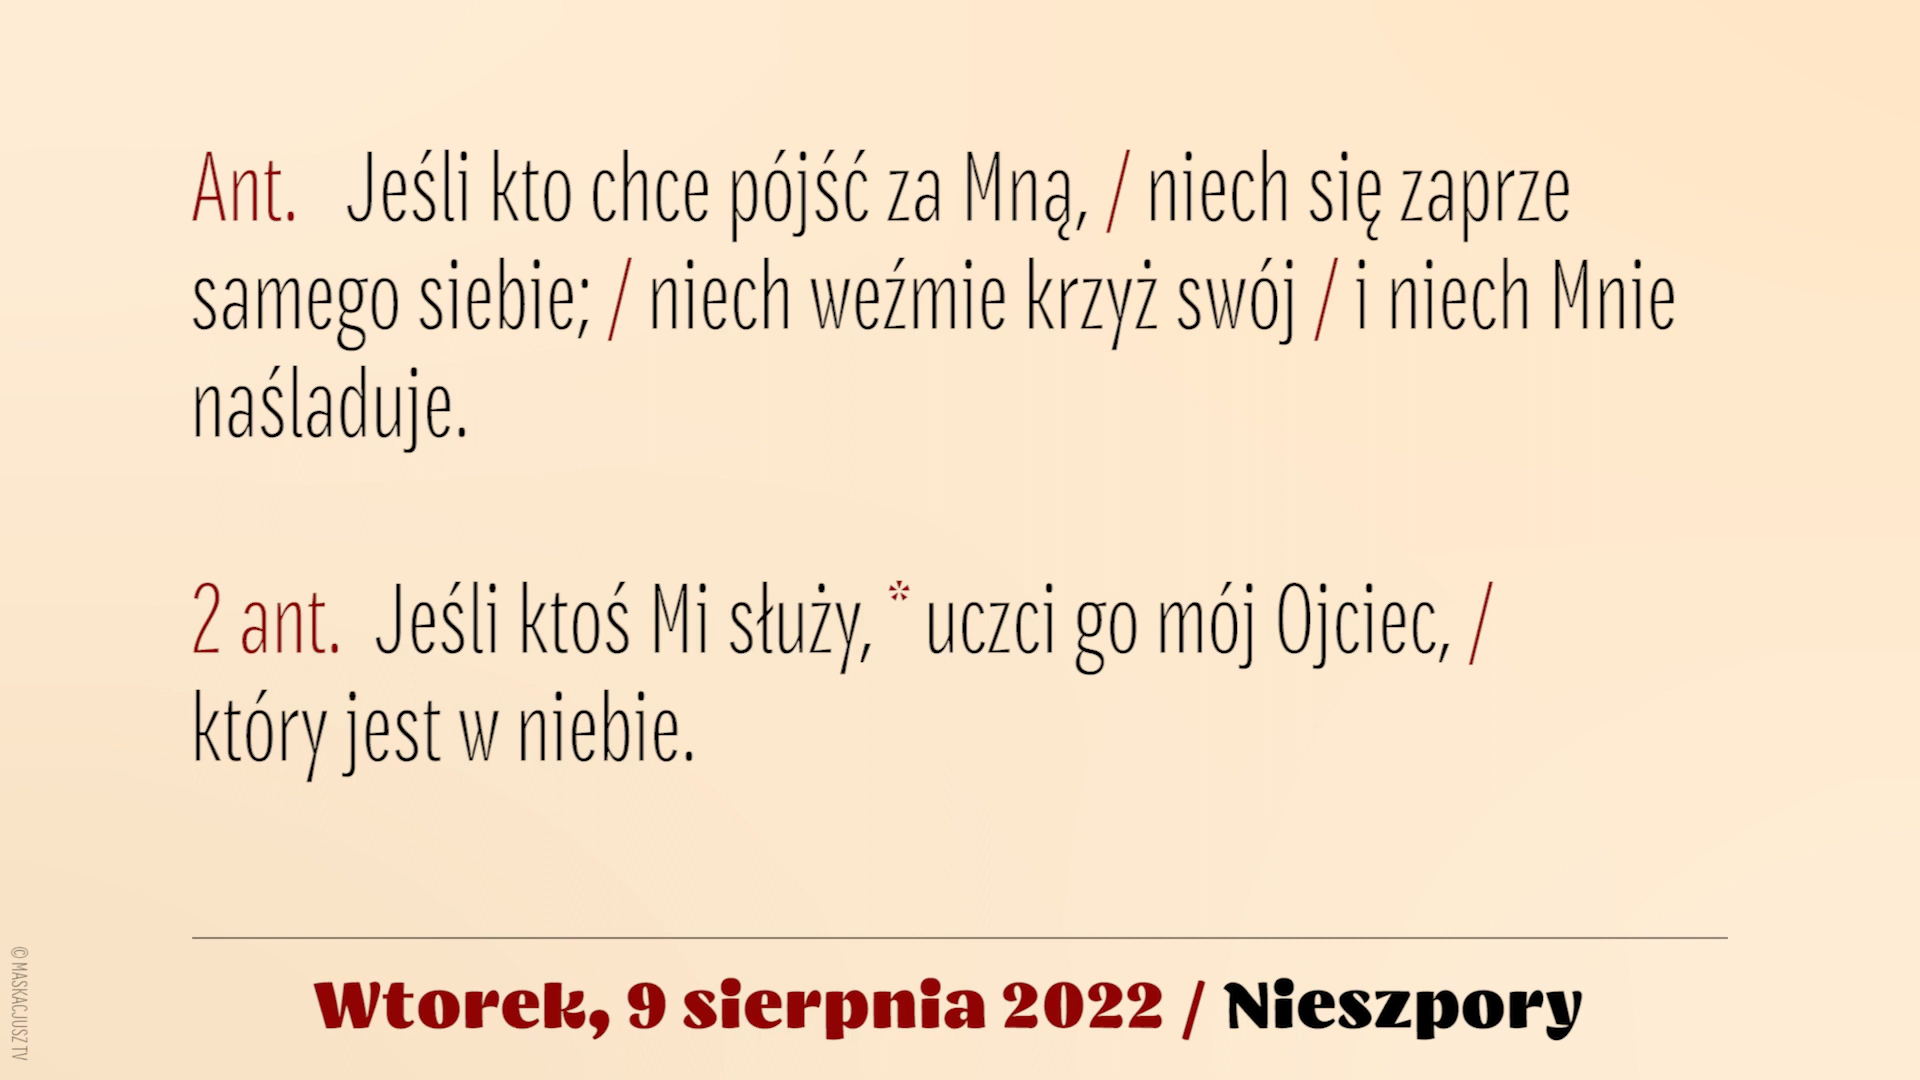 Ant. Jeśli kto chce pójść za Mną, / niech się zaprze
samego siebie; / niech weźmie krzyż swój / i niech Mnie
naśladuje.
2 ant. Jeśli ktoś Mi służy, * uczci go mój Ojciec, /
który jest w niebie.
Wtorek, 9 sierpnia 2022 / Nieszpory
© MASKACJUSZ TV